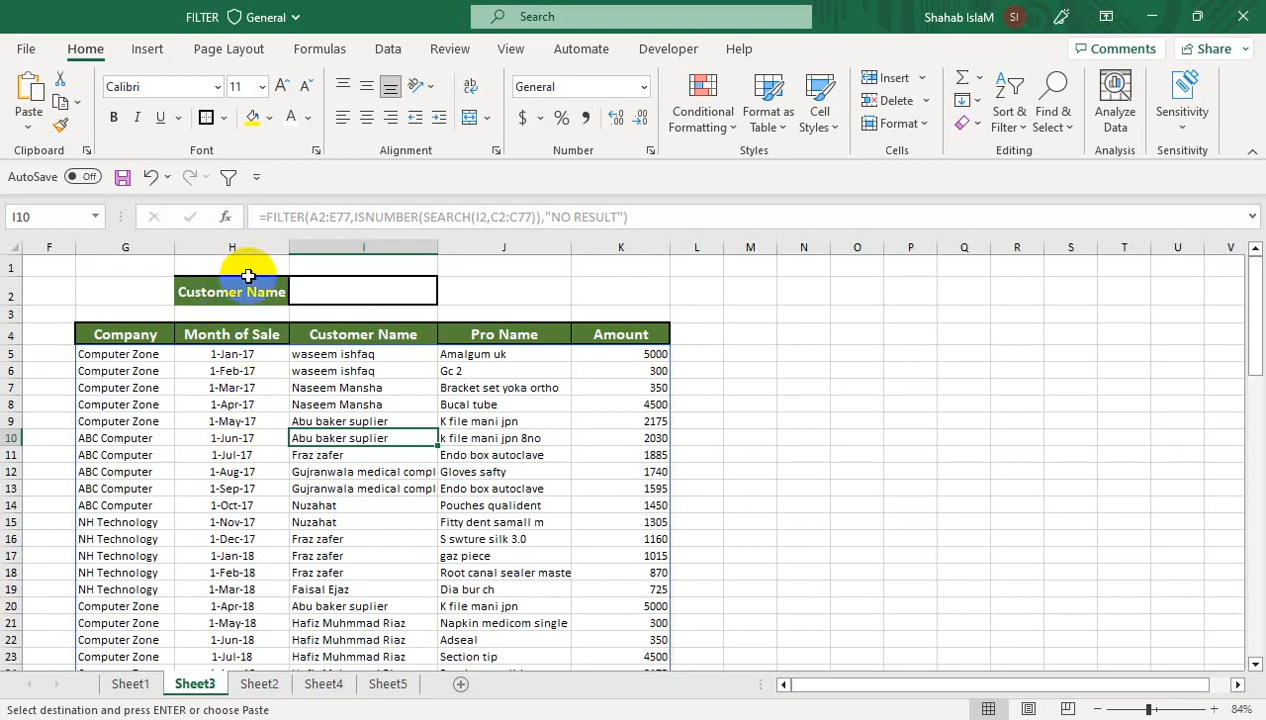 FILTER General Search Shahab IslaM SI
File Home Insert Page Layout Formulas Data Review View Automate Developer Help Comments Share
Calibri 11 General Insert
Paste B I U A $ % Conditional Formatting Format as Table Cell Styles Delete Format Sort & Filter Find & Select Analyze Data Sensitivity
Clipboard Font Alignment Number Styles Cells Editing Analysis Sensitivity
AutoSave Off
I10 fx =FILTER(A2:E77,ISNUMBER(SEARCH(I2,C2:C77)),"NO RESULT")
F G H I J K L M N O P Q R S T U V
1
2 Customer Name
3
4 Company Month of Sale Customer Name Pro Name Amount
5 Computer Zone 1-Jan-17 waseem ishfaq Amalgum uk 5000
6 Computer Zone 1-Feb-17 waseem ishfaq Gc 2 300
7 Computer Zone 1-Mar-17 Naseem Mansha Bracket set yoka ortho 350
8 Computer Zone 1-Apr-17 Naseem Mansha Bucal tube 4500
9 Computer Zone 1-May-17 Abu baker suplier K file mani jpn 2175
10 ABC Computer 1-Jun-17 Abu baker suplier k file mani jpn 8no 2030
11 ABC Computer 1-Jul-17 Fraz zafer Endo box autoclave 1885
12 ABC Computer 1-Aug-17 Gujranwala medical compl Gloves safty 1740
13 ABC Computer 1-Sep-17 Gujranwala medical compl Endo box autoclave 1595
14 ABC Computer 1-Oct-17 Nuzahat Pouches qualident 1450
15 NH Technology 1-Nov-17 Nuzahat Fitty dent samall m 1305
16 NH Technology 1-Dec-17 Fraz zafer S swture silk 3.0 1160
17 NH Technology 1-Jan-18 Fraz zafer gaz piece 1015
18 NH Technology 1-Feb-18 Fraz zafer Root canal sealer maste 870
19 NH Technology 1-Mar-18 Faisal Ejaz Dia bur ch 725
20 Computer Zone 1-Apr-18 Abu baker suplier K file mani jpn 5000
21 Computer Zone 1-May-18 Hafiz Muhmmad Riaz Napkin medicom single 300
22 Computer Zone 1-Jun-18 Hafiz Muhmmad Riaz Adseal 350
23 Computer Zone 1-Jul-18 Hafiz Muhmmad Riaz Section tip 4500
Sheet1 Sheet3 Sheet2 Sheet4 Sheet5
Select destination and press ENTER or choose Paste 84%